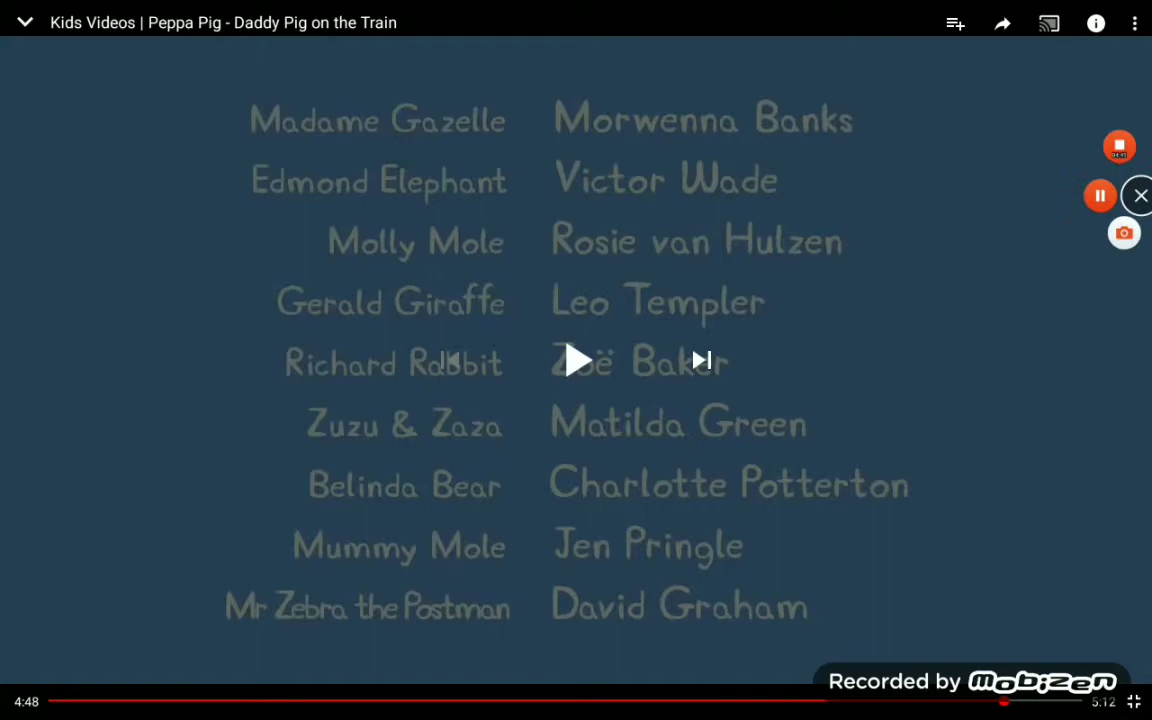 Kids Videos | Peppa Pig - Daddy Pig on the Train
Madame Gazelle Morwenna Banks
Edmond Elephant Victor Wade
Molly Mole Rosie van Hulzen
Gerald Giraffe Leo Templer
Richard Rabbit Zoë Baker
Zuzu & Zaza Matilda Green
Belinda Bear Charlotte Potterton
Mummy Mole Jen Pringle
Mr Zebra the Postman David Graham
Recorded by mobizen
4:48 5:12